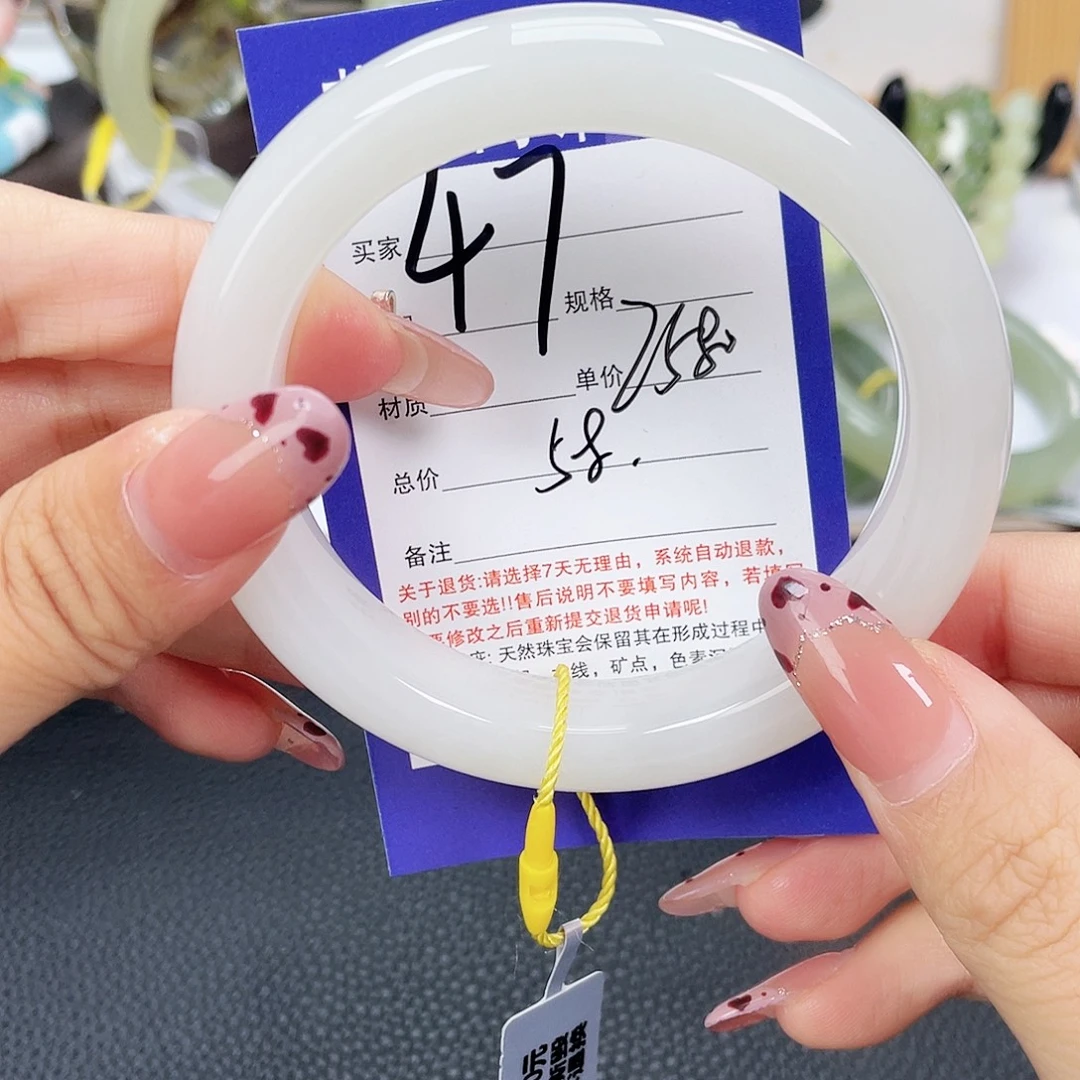 买家 47
规格
材质
单价 758
总价 58.
备注
关于退货:请选择7天无理由,系统自动退款,
别的不要选!!售后说明不要填写内容,若填
要修改之后重新提交退货申请呢!
天然珠宝会保留其在形成过程中
线,矿点,色素沉
元